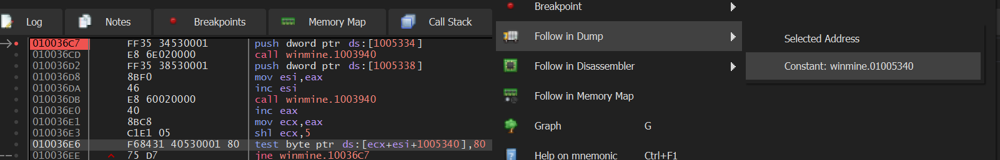 Log Notes Breakpoints Memory Map Call Stack
010036C7 FF35 34530001 push dword ptr ds:[1005334]
010036CD E8 6E020000 call winmine.1003940
010036D2 FF35 38530001 push dword ptr ds:[1005338]
010036D8 8BF0 mov esi,eax
010036DA 46 inc esi
010036DB E8 60020000 call winmine.1003940
010036E0 40 inc eax
010036E1 8BC8 mov ecx,eax
010036E3 C1E1 05 shl ecx,5
010036E6 F68431 40530001 80 test byte ptr ds:[ecx+esi+1005340],80
010036EE 75 D7 jne winmine.10036C7
Breakpoint
Follow in Dump
Follow in Disassembler
Follow in Memory Map
Graph G
Help on mnemonic Ctrl+F1
Selected Address
Constant: winmine.01005340